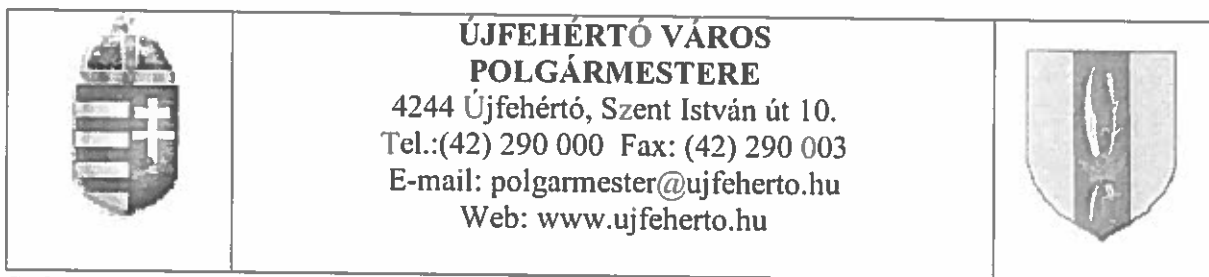 ÚJFEHÉRTÓ VÁROS
POLGÁRMESTERE
4244 Újfehértó, Szent István út 10.
Tel.:(42) 290 000 Fax: (42) 290 003
E-mail: polgarmester@ujfeherto.hu
Web: www.ujfeherto.hu